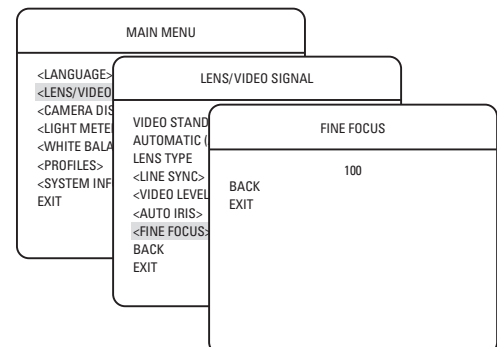 MAIN MENU
<LANGUAGE>
<LENS/VIDEO
<CAMERA DIS
<LIGHT METE
<WHITE BALA
<PROFILES>
<SYSTEM INF
EXIT
LENS/VIDEO SIGNAL
VIDEO STAND
AUTOMATIC (
LENS TYPE
<LINE SYNC>
<VIDEO LEVEL
<AUTO IRIS>
<FINE FOCUS>
BACK
EXIT
FINE FOCUS
100
BACK
EXIT